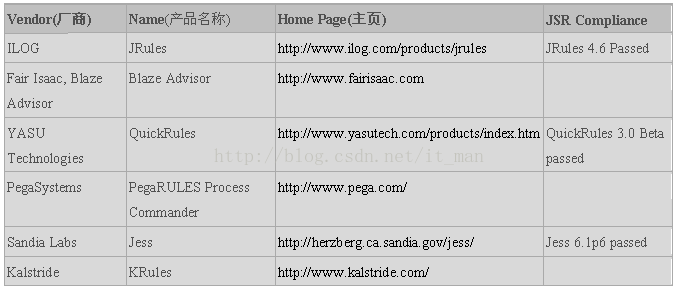 Vendor(厂商) Name(产品名称) Home Page(主页) JSR Compliance
ILOG JRules http://www.ilog.com/products/jrules JRules 4.6 Passed
Fair Isaac, Blaze Blaze Advisor http://www.fairisaac.com
Advisor
YASU QuickRules http://www.yasutech.com/products/index.htm QuickRules 3.0 Beta
Technologies passed
http://blog.csdn.net/it_man
PegaSystems PegaRULES Process http://www.pega.com/
Commander
Sandia Labs Jess http://herzberg.ca.sandia.gov/jess/ Jess 6.1p6 passed
Kalstride KRules http://www.kalstride.com/